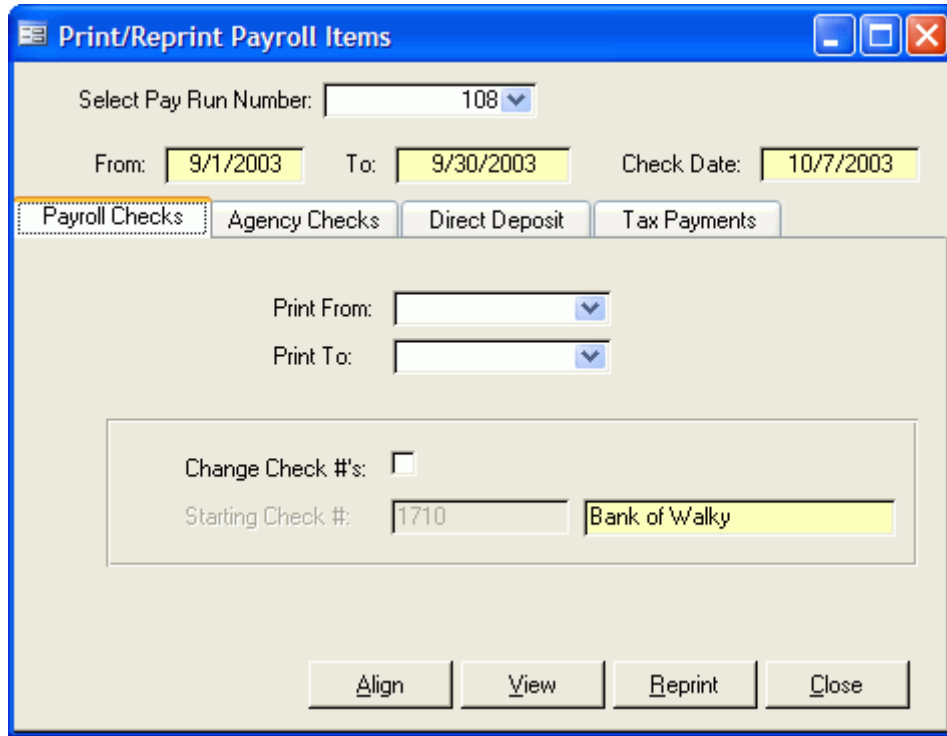 Print/Reprint Payroll Items
Select Pay Run Number: 108
From: 9/1/2003 To: 9/30/2003 Check Date: 10/7/2003
Payroll Checks Agency Checks Direct Deposit Tax Payments
Print From:
Print To:
Change Check #'s:
Starting Check #: 1710 Bank of Walky
Align View Reprint Close